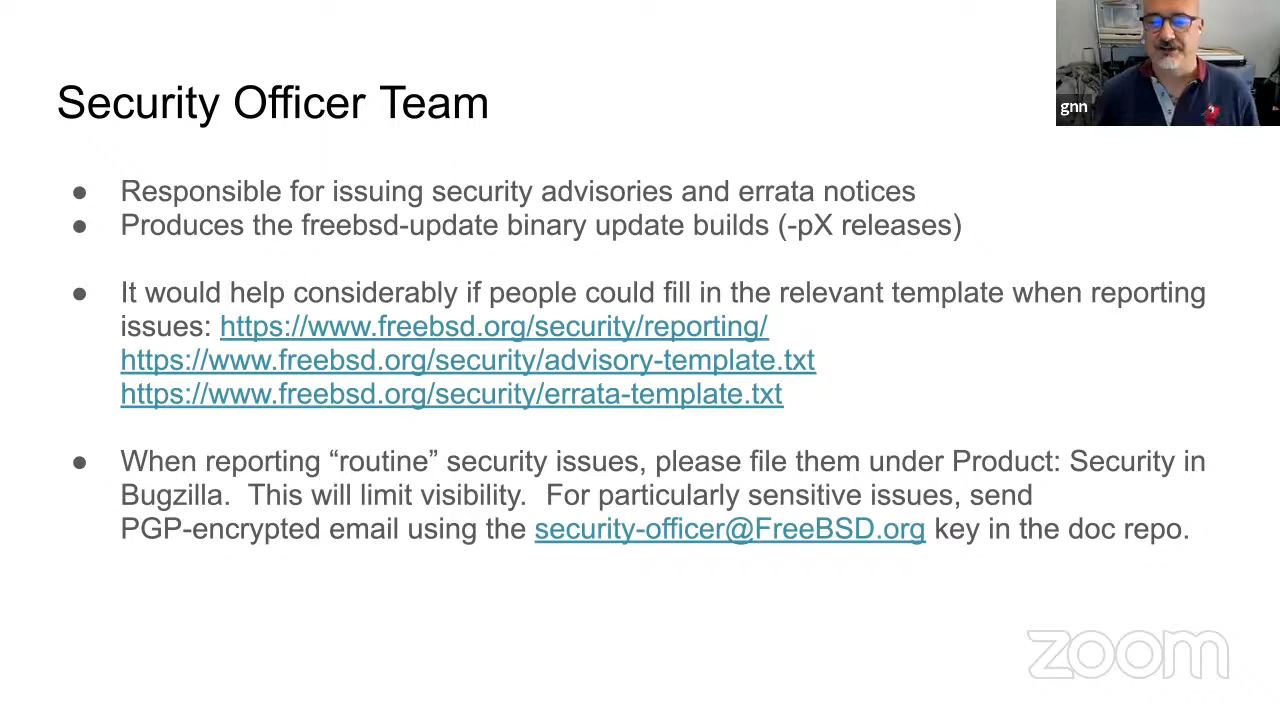 Security Officer Team
gnn
● Responsible for issuing security advisories and errata notices
● Produces the freebsd-update binary update builds (-pX releases)
● It would help considerably if people could fill in the relevant template when reporting
issues: https://www.freebsd.org/security/reporting/
https://www.freebsd.org/security/advisory-template.txt
https://www.freebsd.org/security/errata-template.txt
● When reporting “routine” security issues, please file them under Product: Security in
Bugzilla.  This will limit visibility.  For particularly sensitive issues, send
PGP-encrypted email using the security-officer@FreeBSD.org key in the doc repo.
zoom